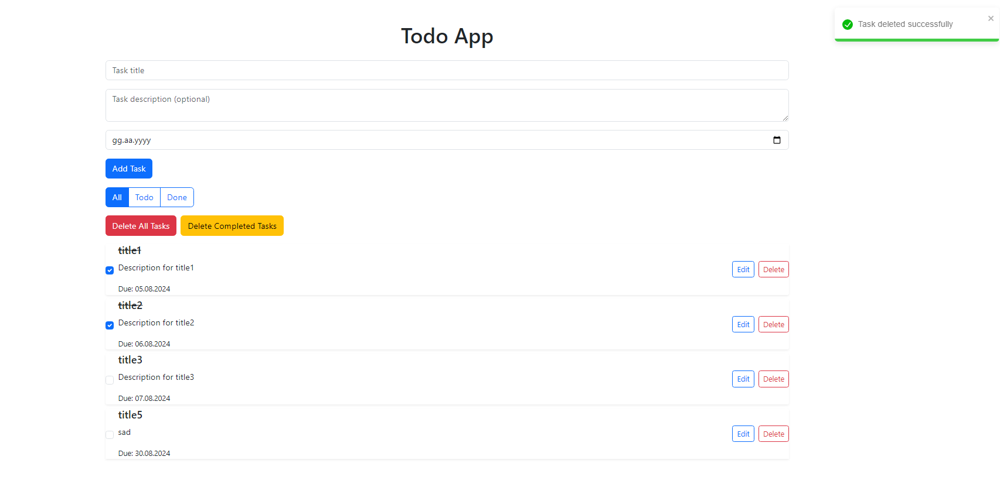 Todo App
Task deleted successfully
Task title
Task description (optional)
gg.aa.yyyy
Add Task
All Todo Done
Delete All Tasks Delete Completed Tasks
title1
Description for title1
Due: 05.08.2024
Edit Delete
title2
Description for title2
Due: 06.08.2024
Edit Delete
title3
Description for title3
Due: 07.08.2024
Edit Delete
title5
sad
Due: 30.08.2024
Edit Delete